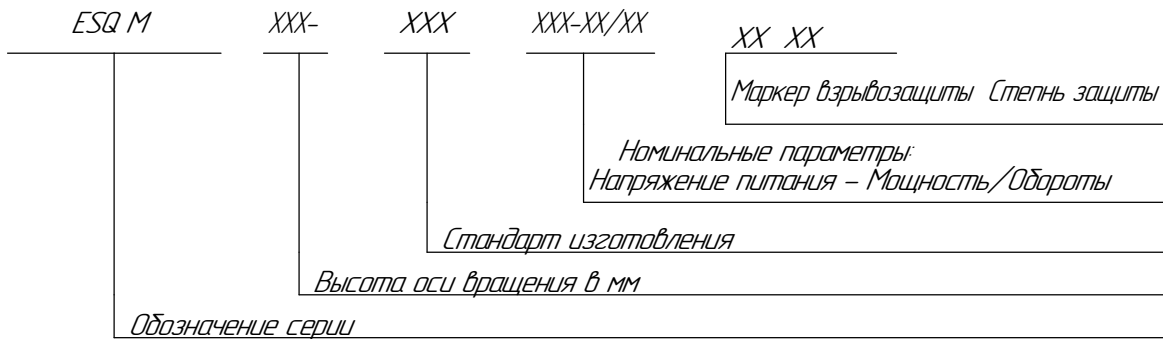 ESQ M XXX- XXX XXX-XX/XX XX XX
Маркер взрывозащиты Степнь защиты
Номинальные параметры:
Напряжение питания – Мощность/Обороты
Стандарт изготовления
Высота оси вращения в мм
Обозначение серии